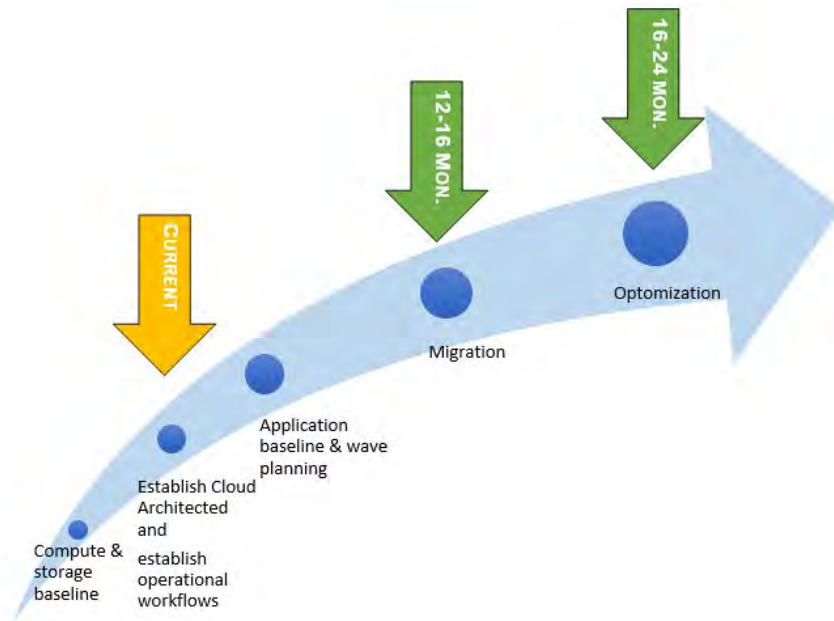 16-24 MON.
12-16 MON.
CURRENT
Optomization
Migration
Application
baseline & wave
planning
Establish Cloud
Architected
and
establish
operational
workflows
Compute &
storage
baseline